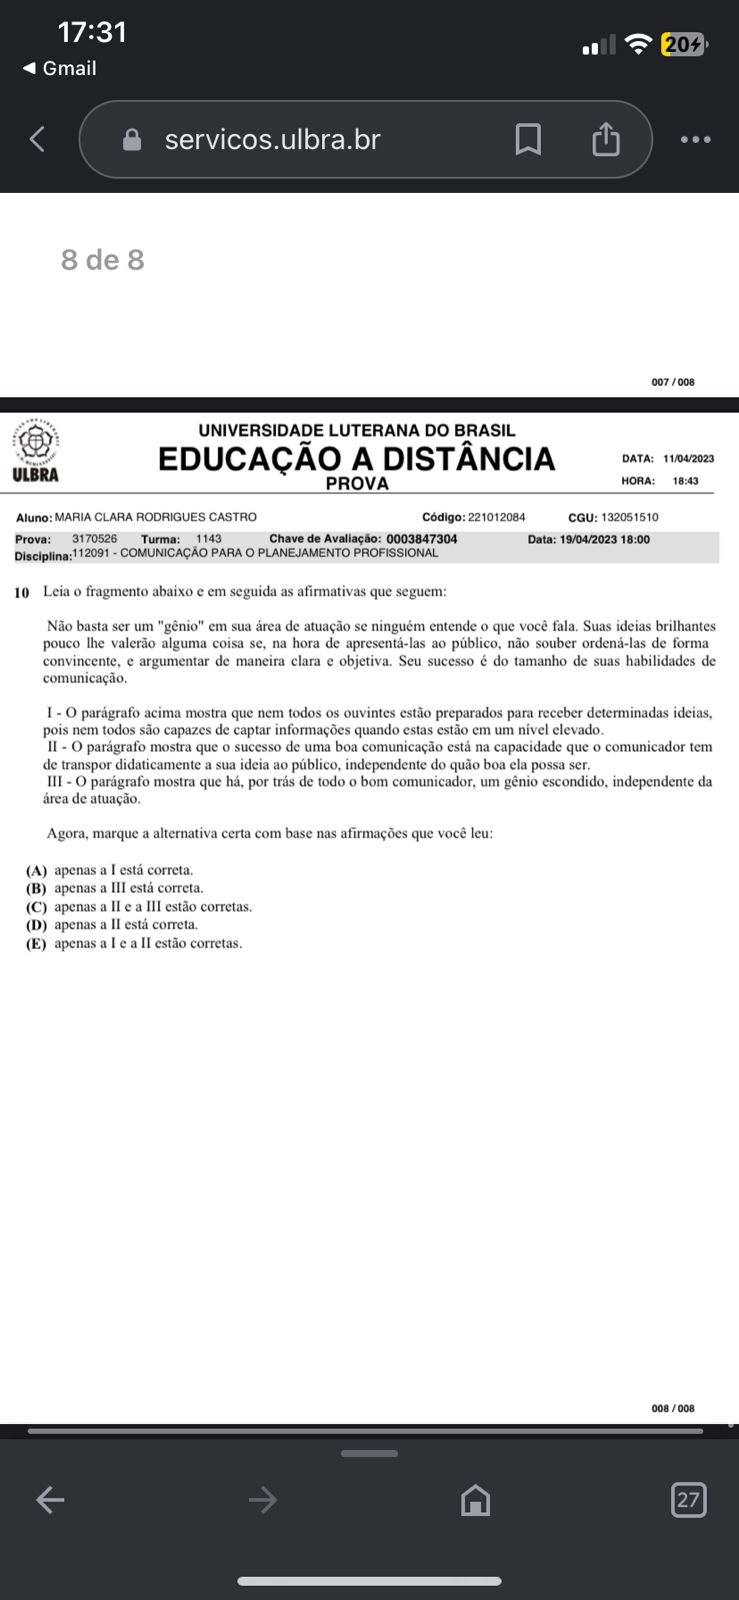 17:31
20
Gmail
servicos.ulbra.br
8 de 8
007 / 008
UNIVERSIDADE LUTERANA DO BRASIL
EDUCAÇÃO A DISTÂNCIA
PROVA
DATA: 11/04/2023
HORA: 18:43
ULBRA
Aluno: MARIA CLARA RODRIGUES CASTRO Código: 221012084 CGU: 132051510
Prova: 3170526 Turma: 1143 Chave de Avaliação: 0003847304 Data: 19/04/2023 18:00
Disciplina: 112091 - COMUNICAÇÃO PARA O PLANEJAMENTO PROFISSIONAL
10 Leia o fragmento abaixo e em seguida as afirmativas que seguem:
Não basta ser um "gênio" em sua área de atuação se ninguém entende o que você fala. Suas ideias brilhantes
pouco lhe valerão alguma coisa se, na hora de apresentá-las ao público, não souber ordená-las de forma
convincente, e argumentar de maneira clara e objetiva. Seu sucesso é do tamanho de suas habilidades de
comunicação.
I - O parágrafo acima mostra que nem todos os ouvintes estão preparados para receber determinadas ideias,
pois nem todos são capazes de captar informações quando estas estão em um nível elevado.
II - O parágrafo mostra que o sucesso de uma boa comunicação está na capacidade que o comunicador tem
de transpor didaticamente a sua ideia ao público, independente do quão boa ela possa ser.
III - O parágrafo mostra que há, por trás de todo o bom comunicador, um gênio escondido, independente da
área de atuação.
Agora, marque a alternativa certa com base nas afirmações que você leu:
(A) apenas a I está correta.
(B) apenas a III está correta.
(C) apenas a II e a III estão corretas.
(D) apenas a II está correta.
(E) apenas a I e a II estão corretas.
008 / 008
27